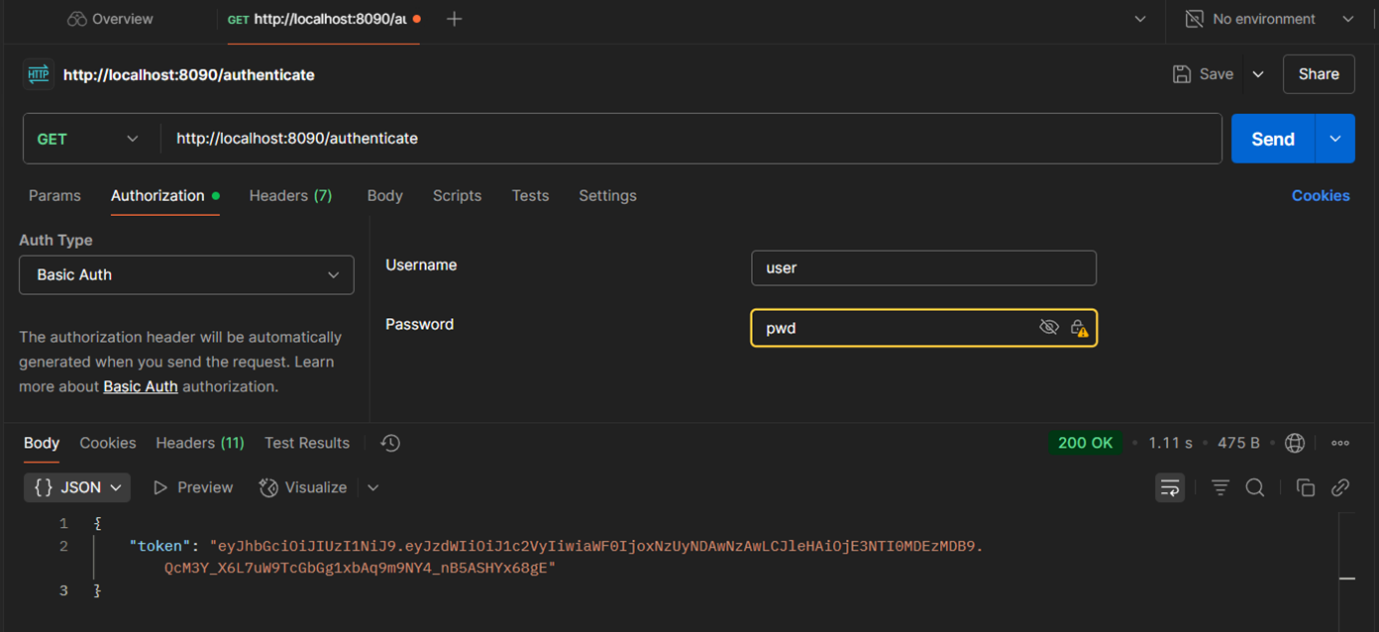 Overview
GET http://localhost:8090/au
No environment
HTTP http://localhost:8090/authenticate
Save
Share
GET http://localhost:8090/authenticate
Send
Params Authorization Headers (7) Body Scripts Tests Settings
Cookies
Auth Type
Basic Auth
The authorization header will be automatically
generated when you send the request. Learn
more about Basic Auth authorization.
Username
user
Password
pwd
Body Cookies Headers (11) Test Results
200 OK • 1.11 s • 475 B
{} JSON Preview Visualize
1 {
2 "token": "eyJhbGciOiJIUzI1NiJ9.eyJzdWIiOiJ1c2VyIiwiaWF0IjoxNzUyNDAwNzAwLCJleHAiOjE3NTI0MDEzMDB9.
QcM3Y_X6L7uW9TcGbGg1xbAq9m9NY4_nB5ASHYx68gE"
3 }